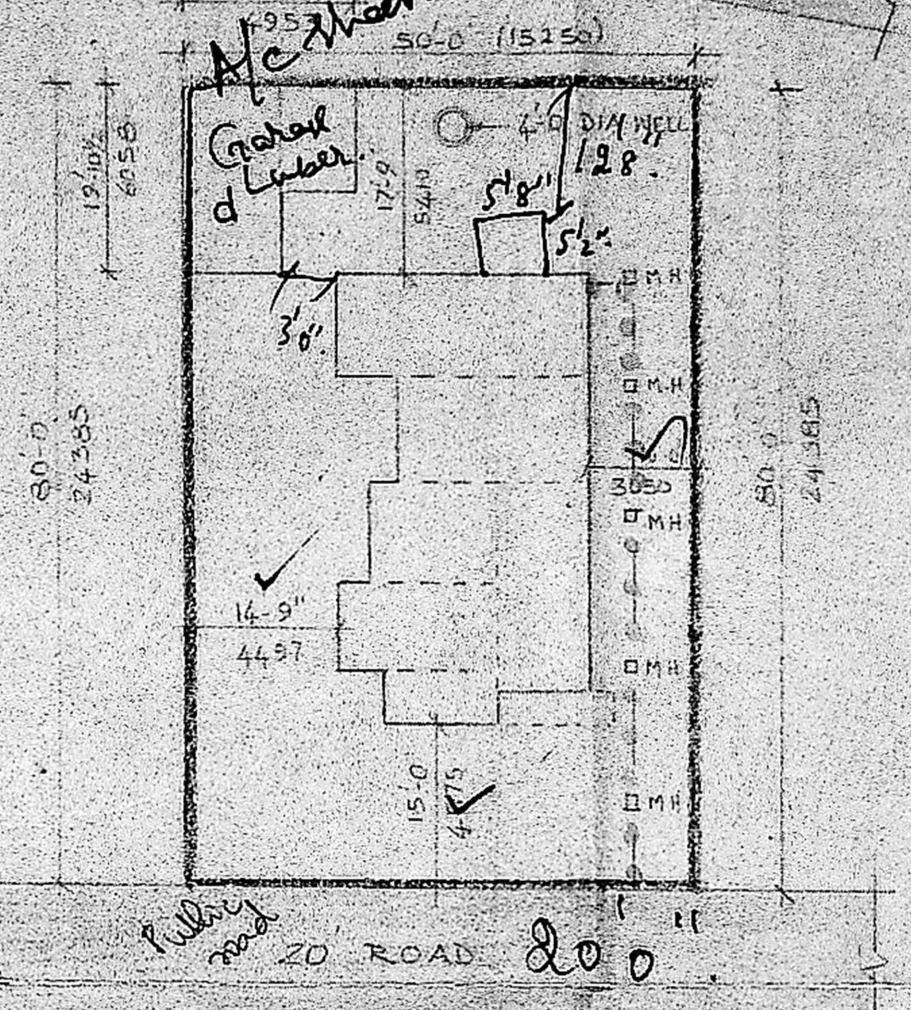 A/c
50'-0 (15250)
Garage
4'-0 DIA WELL
128.
5'8"
5'2".
19'-10½
6058
17'-9
5410
3'0".
MH
M.H
80'-0
24385
80'-0
24385
3050
MH
14-9"
4497
MH
15'-0
4575
MH
Public
road
20' ROAD
20' 0"